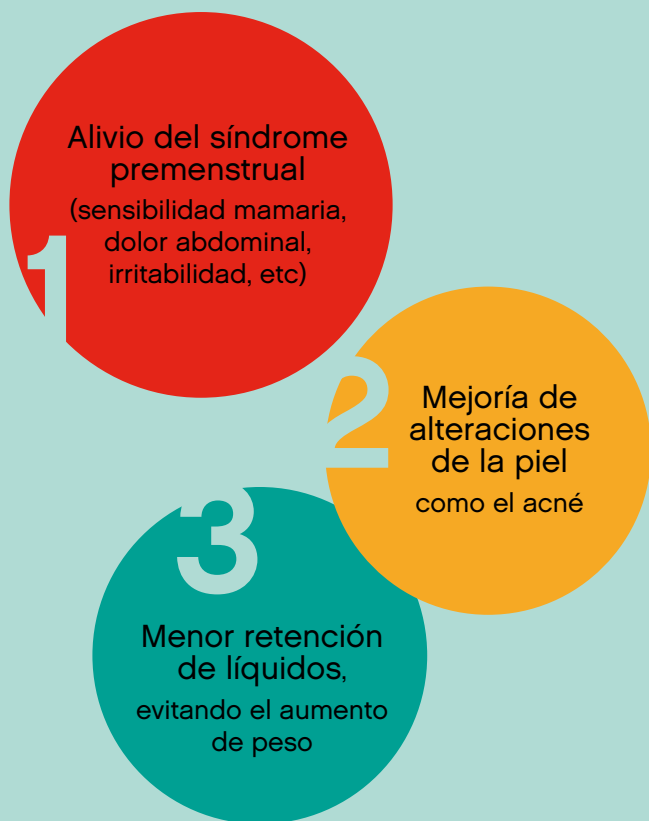 1
Alivio del síndrome
premenstrual
(sensibilidad mamaria,
dolor abdominal,
irritabilidad, etc)
2
Mejoría de
alteraciones
de la piel
como el acné
3
Menor retención
de líquidos,
evitando el aumento
de peso